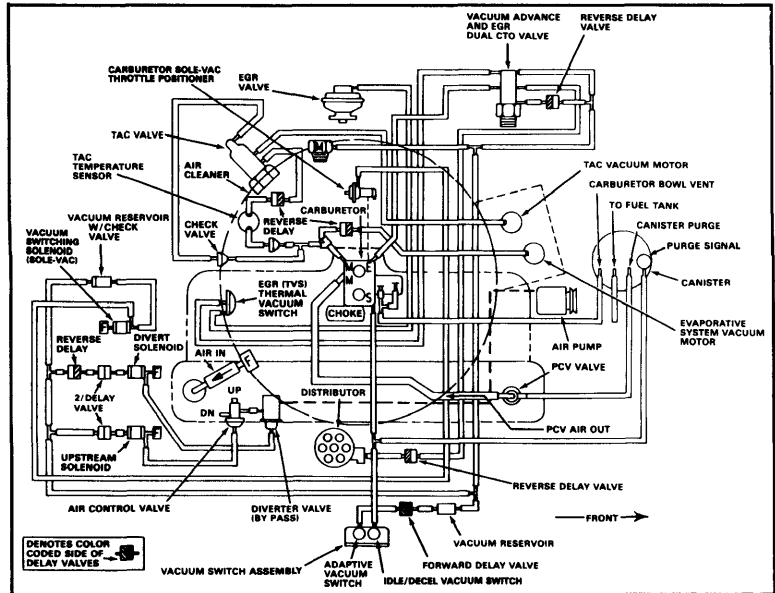 VACUUM ADVANCE
AND EGR
DUAL CTO VALVE
REVERSE DELAY
VALVE
CARBURETOR SOLE-VAC
THROTTLE POSITIONER
EGR
VALVE
TAC VALVE
TAC
TEMPERATURE
SENSOR
AIR
CLEANER
TAC VACUUM MOTOR
CARBURETOR BOWL VENT
TO FUEL TANK
CANISTER PURGE
PURGE SIGNAL
CANISTER
VACUUM RESERVOIR
W/CHECK
VALVE
VACUUM
SWITCHING
SOLENOID
(SOLE-VAC)
CHECK
VALVE
REVERSE
DELAY
CARBURETOR
M
M
E
M
S
CHOKE
EGR (TVS)
THERMAL
VACUUM
SWITCH
AIR PUMP
EVAPORATIVE
SYSTEM VACUUM
MOTOR
REVERSE
DELAY
DIVERT
SOLENOID
2/DELAY
VALVE
AIR IN
F
UP
DN
DISTRIBUTOR
PCV VALVE
PCV AIR OUT
UPSTREAM
SOLENOID
REVERSE DELAY VALVE
AIR CONTROL VALVE
DIVERTER VALVE
(BY PASS)
FRONT
DENOTES COLOR
CODED SIDE OF
DELAY VALVES
VACUUM RESERVOIR
FORWARD DELAY VALVE
VACUUM SWITCH ASSEMBLY
ADAPTIVE
VACUUM
SWITCH
IDLE/DECEL VACUUM SWITCH